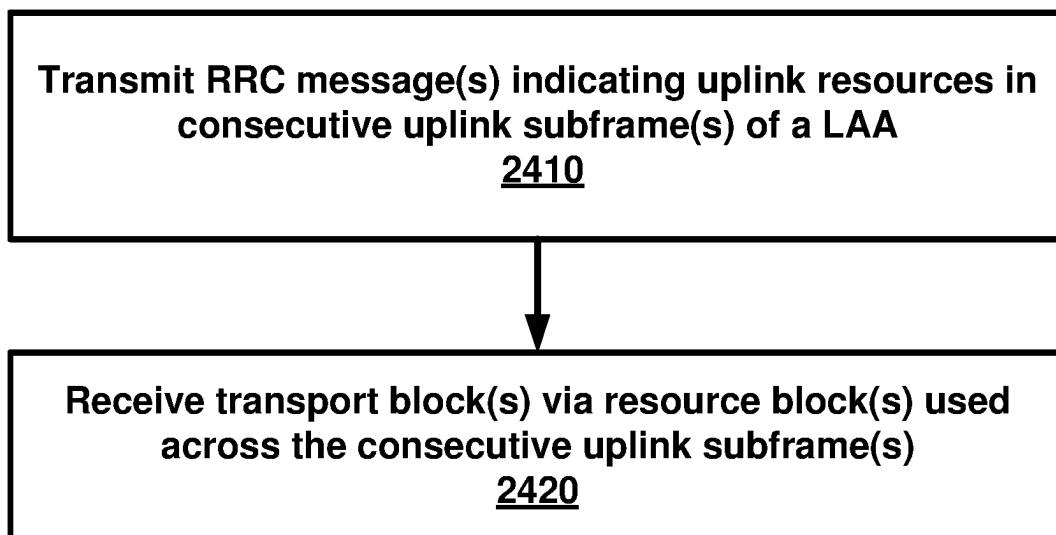 Transmit RRC message(s) indicating uplink resources in
consecutive uplink subframe(s) of a LAA
2410
Receive transport block(s) via resource block(s) used
across the consecutive uplink subframe(s)
2420